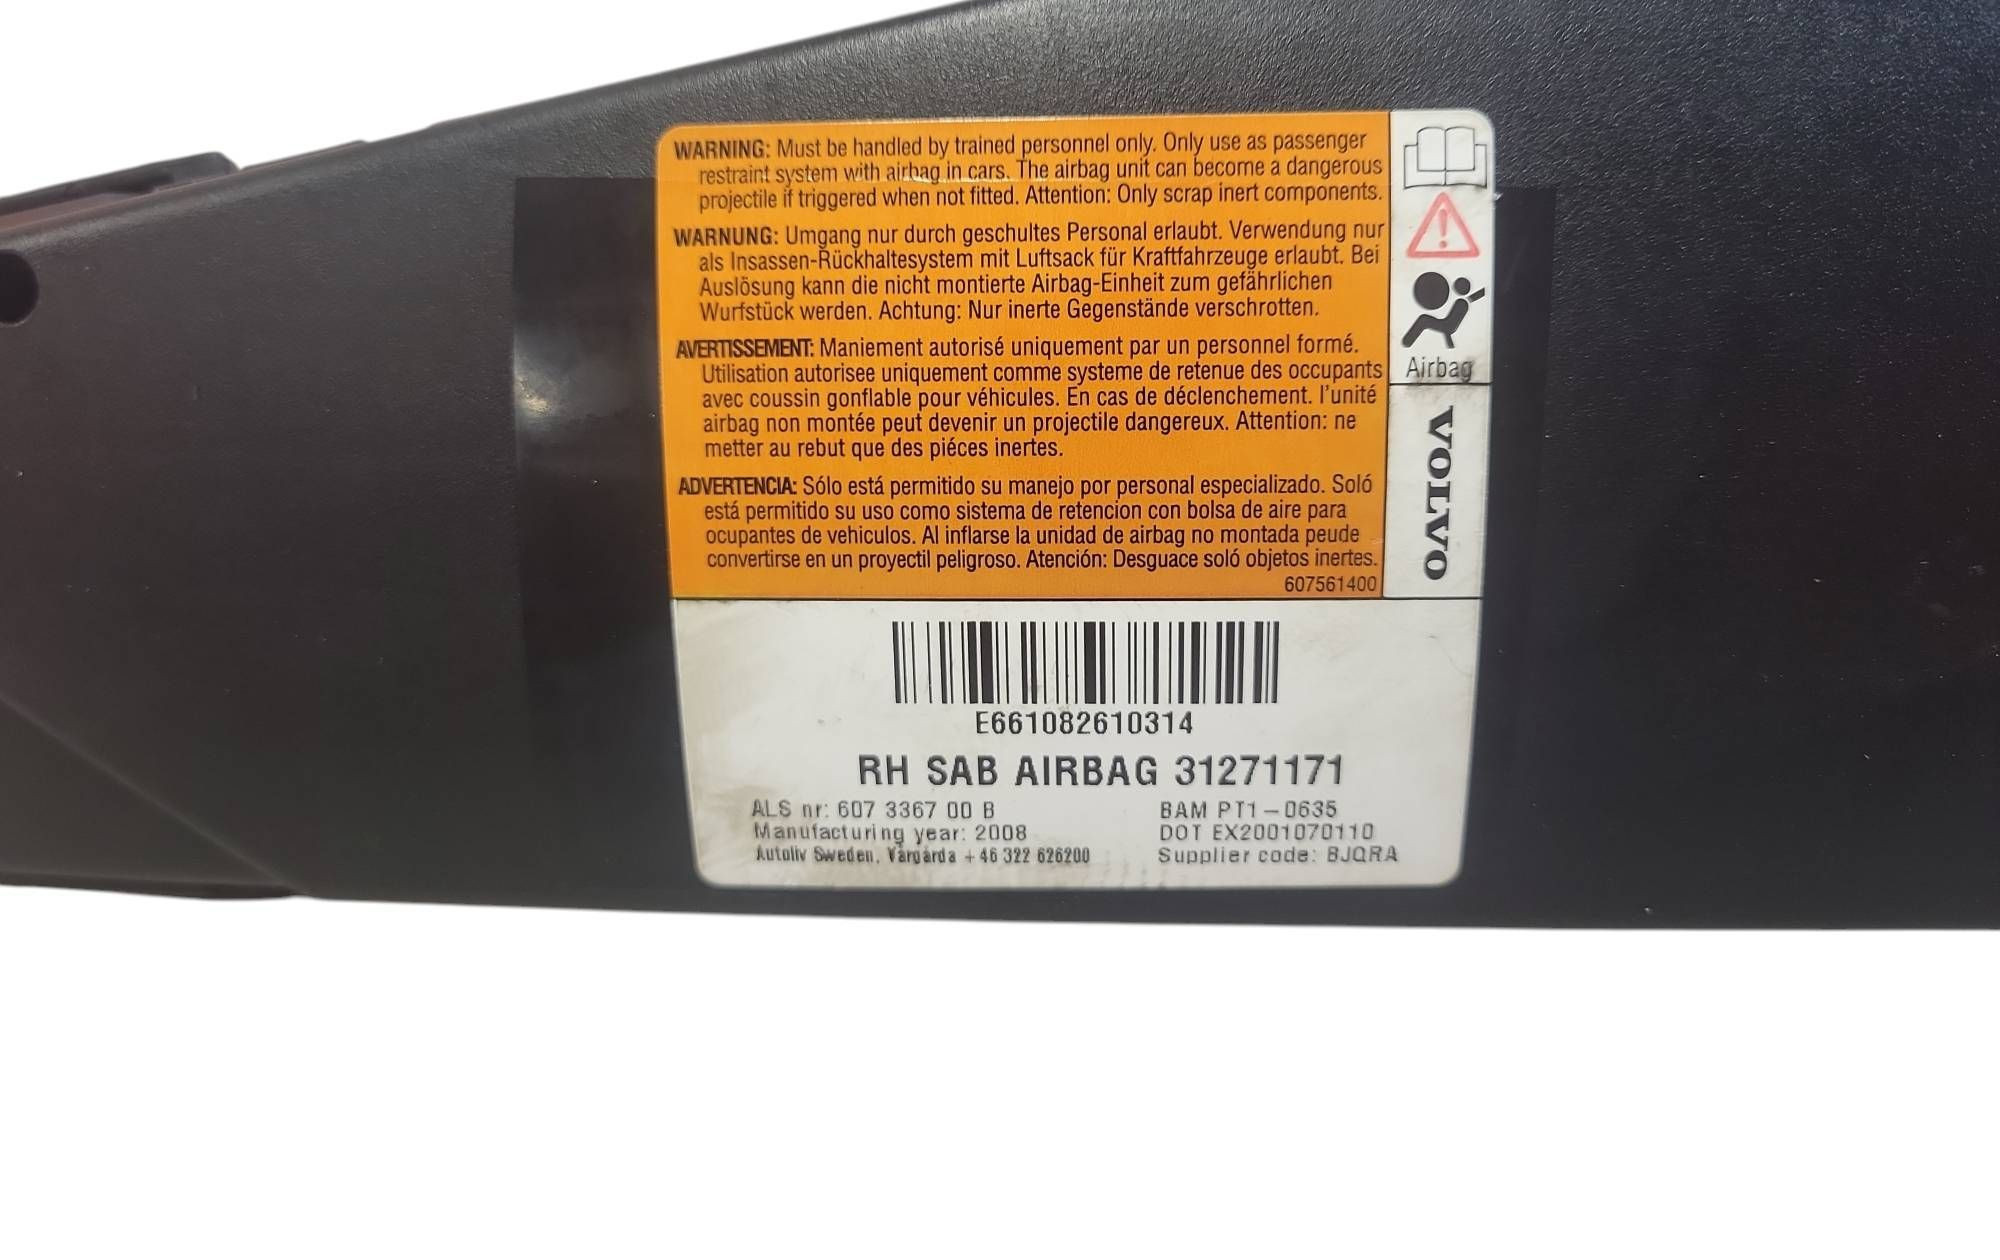 WARNING: Must be handled by trained personnel only. Only use as passenger
restraint system with airbag in cars. The airbag unit can become a dangerous
projectile if triggered when not fitted. Attention: Only scrap inert components.
WARNUNG: Umgang nur durch geschultes Personal erlaubt. Verwendung nur
als Insassen-Rückhaltesystem mit Luftsack für Kraftfahrzeuge erlaubt. Bei
Auslösung kann die nicht montierte Airbag-Einheit zum gefährlichen
Wurfstück werden. Achtung: Nur inerte Gegenstände verschrotten.
AVERTISSEMENT: Maniement autorisé uniquement par un personnel formé.
Utilisation autorisee uniquement comme systeme de retenue des occupants
avec coussin gonflable pour véhicules. En cas de déclenchement. l'unité
airbag non montée peut devenir un projectile dangereux. Attention: ne
metter au rebut que des piéces inertes.
ADVERTENCIA: Sólo está permitido su manejo por personal especializado. Soló
está permitido su uso como sistema de retencion con bolsa de aire para
ocupantes de vehiculos. Al inflarse la unidad de airbag no montada peude
convertirse en un proyectil peligroso. Atención: Desguace soló objetos inertes.
607561400
Airbag
VOLVO
E661082610314
RH SAB AIRBAG 31271171
ALS nr: 607 3367 00 B
Manufacturing year: 2008
Autoliv Sweden, Vårgårda +46 322 626200
BAM PT1-0635
DOT EX2001070110
Supplier code: BJQRA